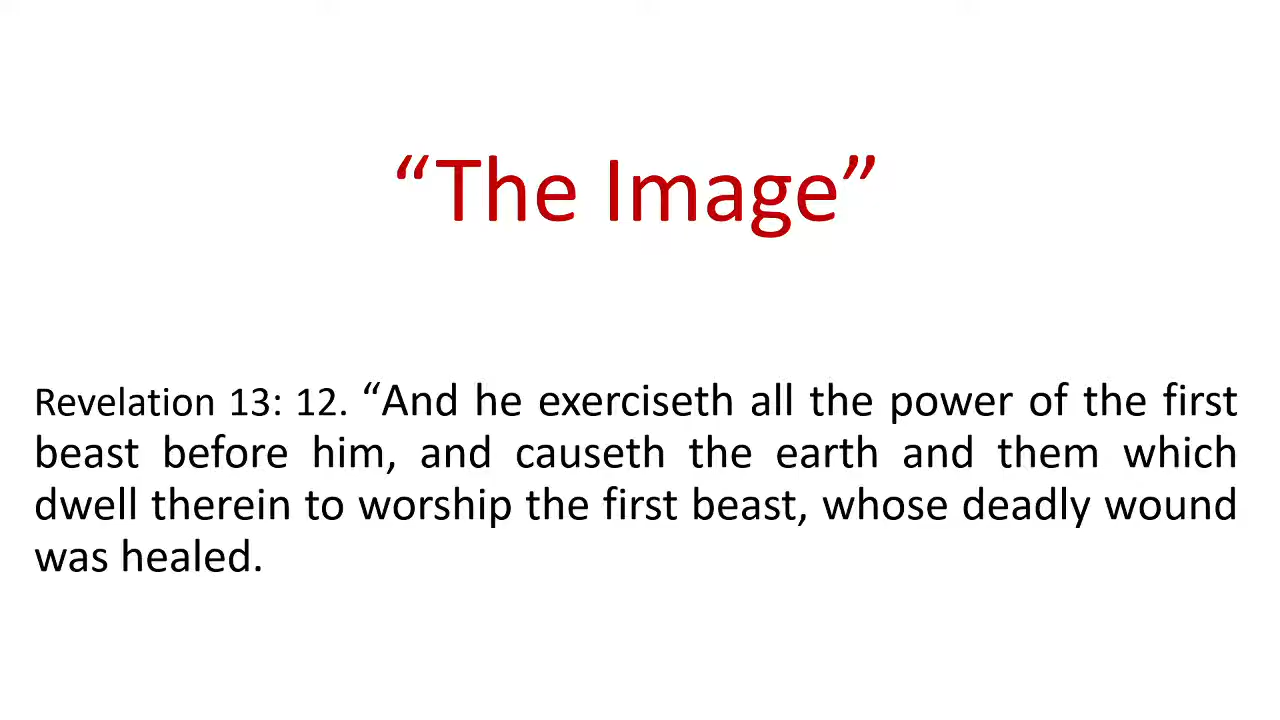 “The Image”
Revelation 13: 12. “And he exerciseth all the power of the first
beast before him, and causeth the earth and them which
dwell therein to worship the first beast, whose deadly wound
was healed.